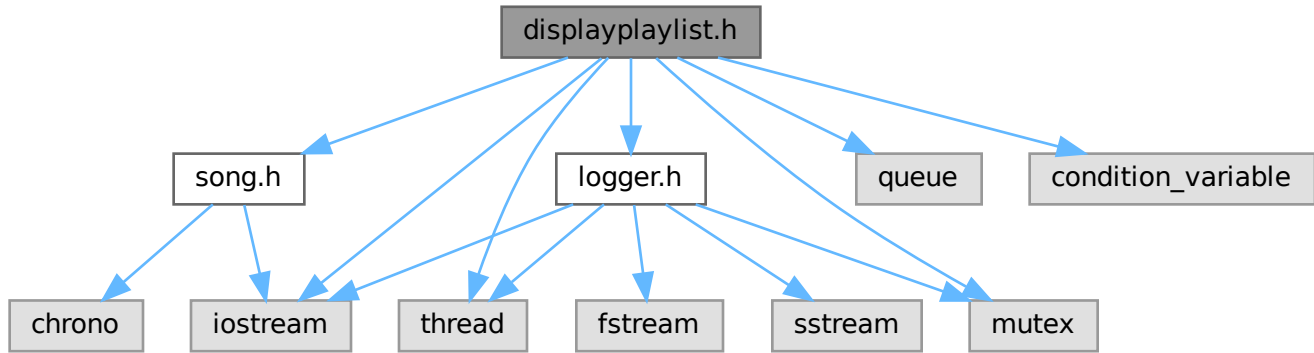 displayplaylist.h
song.h
logger.h
queue
condition_variable
chrono
iostream
thread
fstream
sstream
mutex